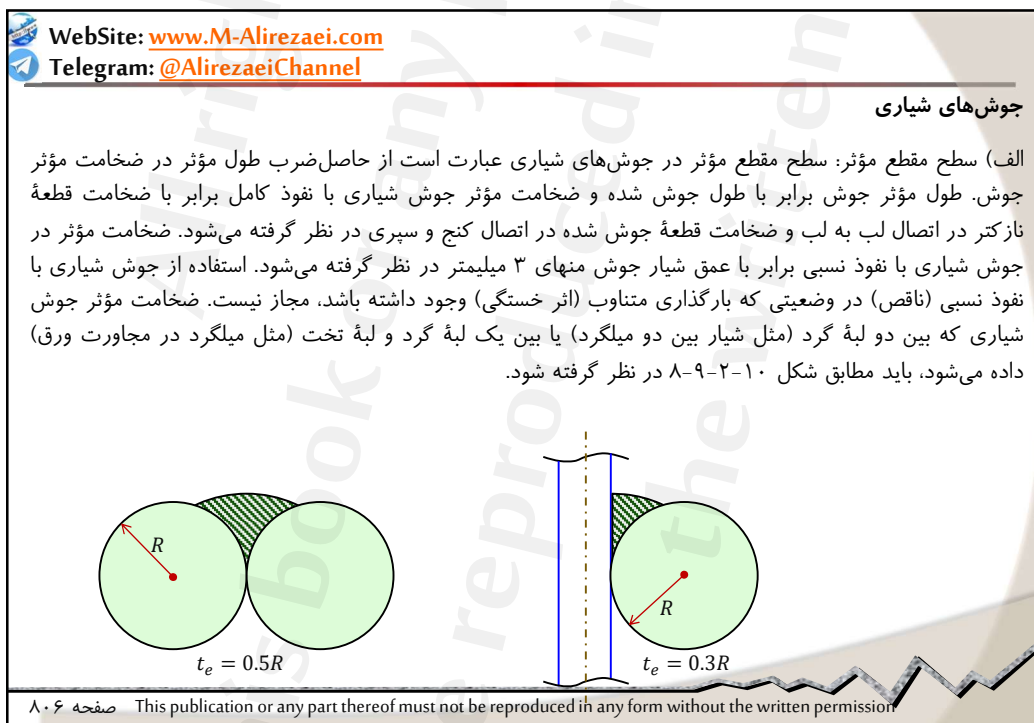 WebSite: www.M-Alirezaei.com
Telegram: @AlirezaeiChannel
جوش‌های شیاری
الف) سطح مقطع مؤثر: سطح مقطع مؤثر در جوش‌های شیاری عبارت است از حاصل‌ضرب طول مؤثر در ضخامت مؤثر
جوش. طول مؤثر جوش برابر با طول جوش شده و ضخامت مؤثر جوش شیاری با نفوذ کامل برابر با ضخامت قطعهٔ
نازکتر در اتصال لب به لب و ضخامت قطعهٔ جوش شده در اتصال کنج و سپری در نظر گرفته می‌شود. ضخامت مؤثر در
جوش شیاری با نفوذ نسبی برابر با عمق شیار جوش منهای ۳ میلیمتر در نظر گرفته می‌شود. استفاده از جوش شیاری با
نفوذ نسبی (ناقص) در وضعیتی که بارگذاری متناوب (اثر خستگی) وجود داشته باشد، مجاز نیست. ضخامت مؤثر جوش
شیاری که بین دو لبهٔ گرد (مثل شیار بین دو میلگرد) یا بین یک لبهٔ گرد و لبهٔ تخت (مثل میلگرد در مجاورت ورق)
داده می‌شود، باید مطابق شکل ۱۰-۲-۹-۸ در نظر گرفته شود.
R
R
t_e = 0.5R
t_e = 0.3R
صفحه ۸۰۶ This publication or any part thereof must not be reproduced in any form without the written permission